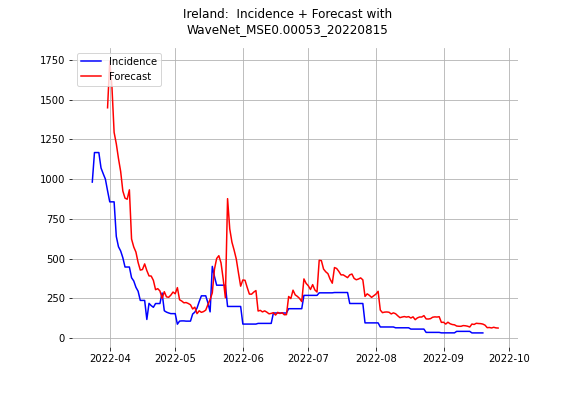 Ireland:  Incidence + Forecast with
WaveNet_MSE0.00053_20220815
Incidence
Forecast
1750
1500
1250
1000
750
500
250
0
2022-04 2022-05 2022-06 2022-07 2022-08 2022-09 2022-10